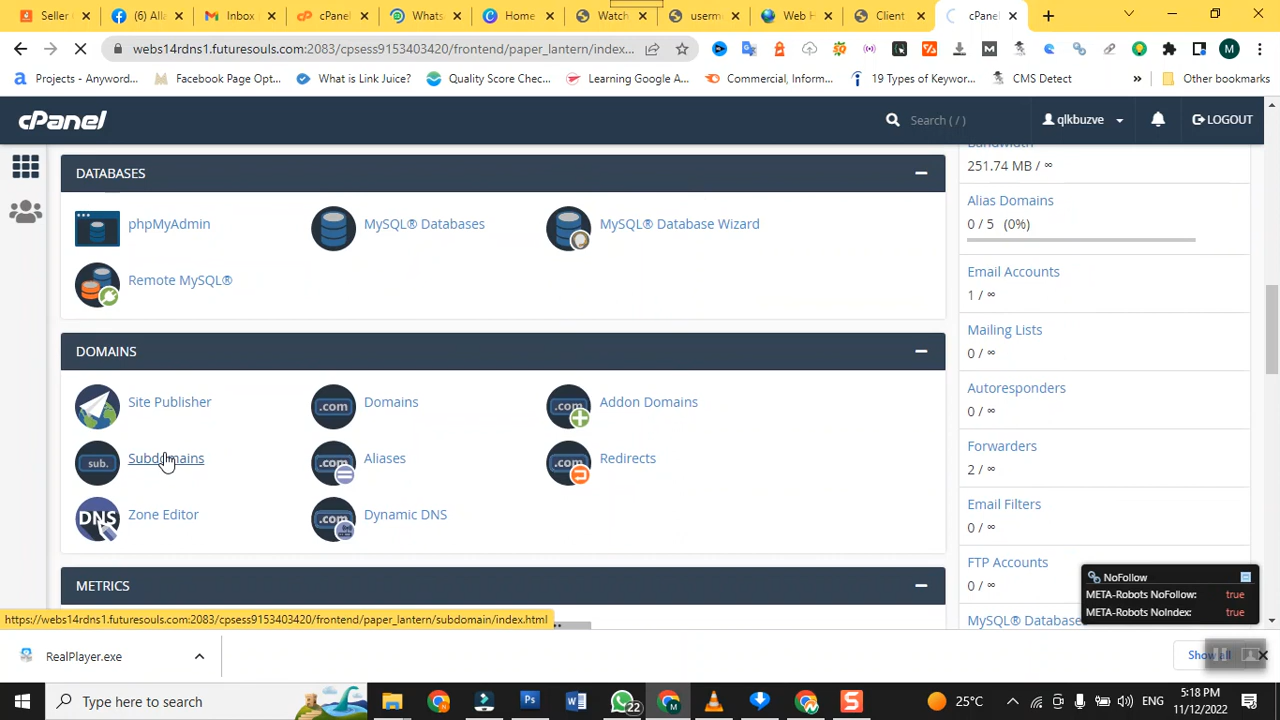 Seller
(2) Alla
Inbox
cPanel
Whats
Home
Watch
userm
Web H
Client
cPanel
webs14rdns1.futuresouls.com:2083/cpsess9153403420/frontend/paper_lantern/index...
M
Projects - Anyword...
Facebook Page Opt...
What is Link Juice?
Quality Score Chec...
Learning Google A...
Commercial, Inform...
19 Types of Keywor...
CMS Detect
»
Other bookmarks
cPanel
Search ( / )
qlkbuzve
LOGOUT
DATABASES
phpMyAdmin
MySQL® Databases
MySQL® Database Wizard
Remote MySQL®
DOMAINS
Site Publisher
.com
Domains
.com
Addon Domains
sub.
Subdomains
.com
Aliases
.com
Redirects
DNS
Zone Editor
.com
Dynamic DNS
METRICS
Bandwidth
251.74 MB / ∞
Alias Domains
0 / 5 (0%)
Email Accounts
1 / ∞
Mailing Lists
0 / ∞
Autoresponders
0 / ∞
Forwarders
2 / ∞
Email Filters
0 / ∞
FTP Accounts
0 / ∞
MySQL® Databases
NoFollow
META-Robots NoFollow: true
META-Robots NoIndex: true
https://webs14rdns1.futuresouls.com:2083/cpsess9153403420/frontend/paper_lantern/subdomain/index.html
RealPlayer.exe
Show all
Type here to search
22
25°C
5:18 PM
11/12/2022